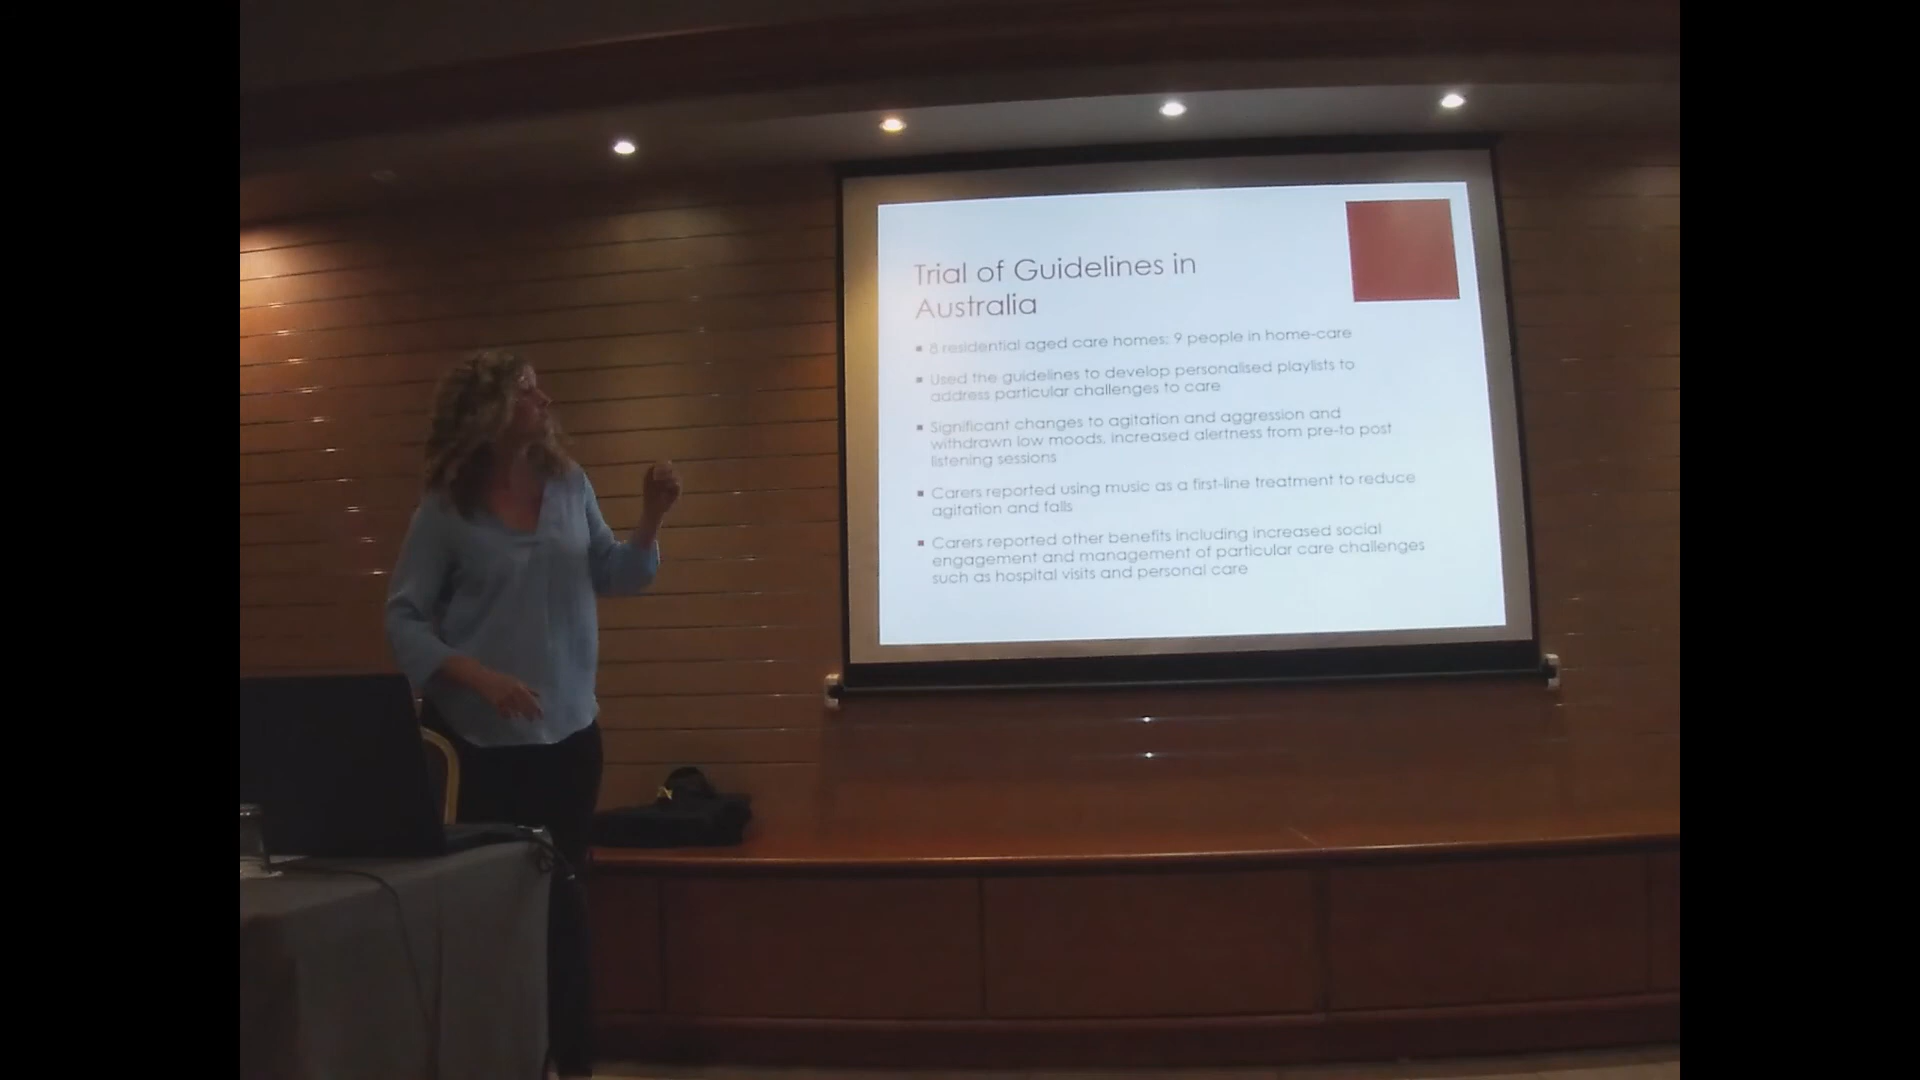 Trial of Guidelines in
Australia
8 residential aged care homes; 9 people in home-care
Used the guidelines to develop personalised playlists to
address particular challenges to care
Significant changes to agitation and aggression and
withdrawn low moods, increased alertness from pre-to post
listening sessions
Carers reported using music as a first-line treatment to reduce
agitation and falls
Carers reported other benefits including increased social
engagement and management of particular care challenges
such as hospital visits and personal care